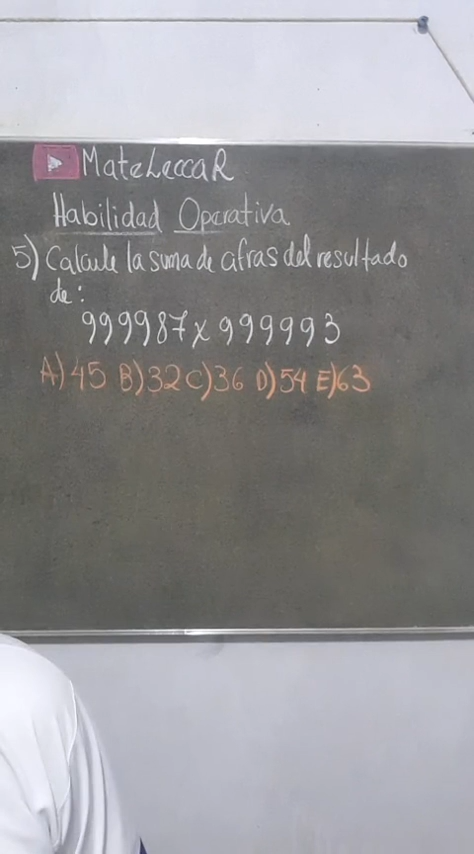 MateLeccaR
Habilidad Operativa
5) Calcule la suma de cifras del resultado
de:
999987 x 999993
A) 45 B) 32 C) 36 D) 54 E) 63